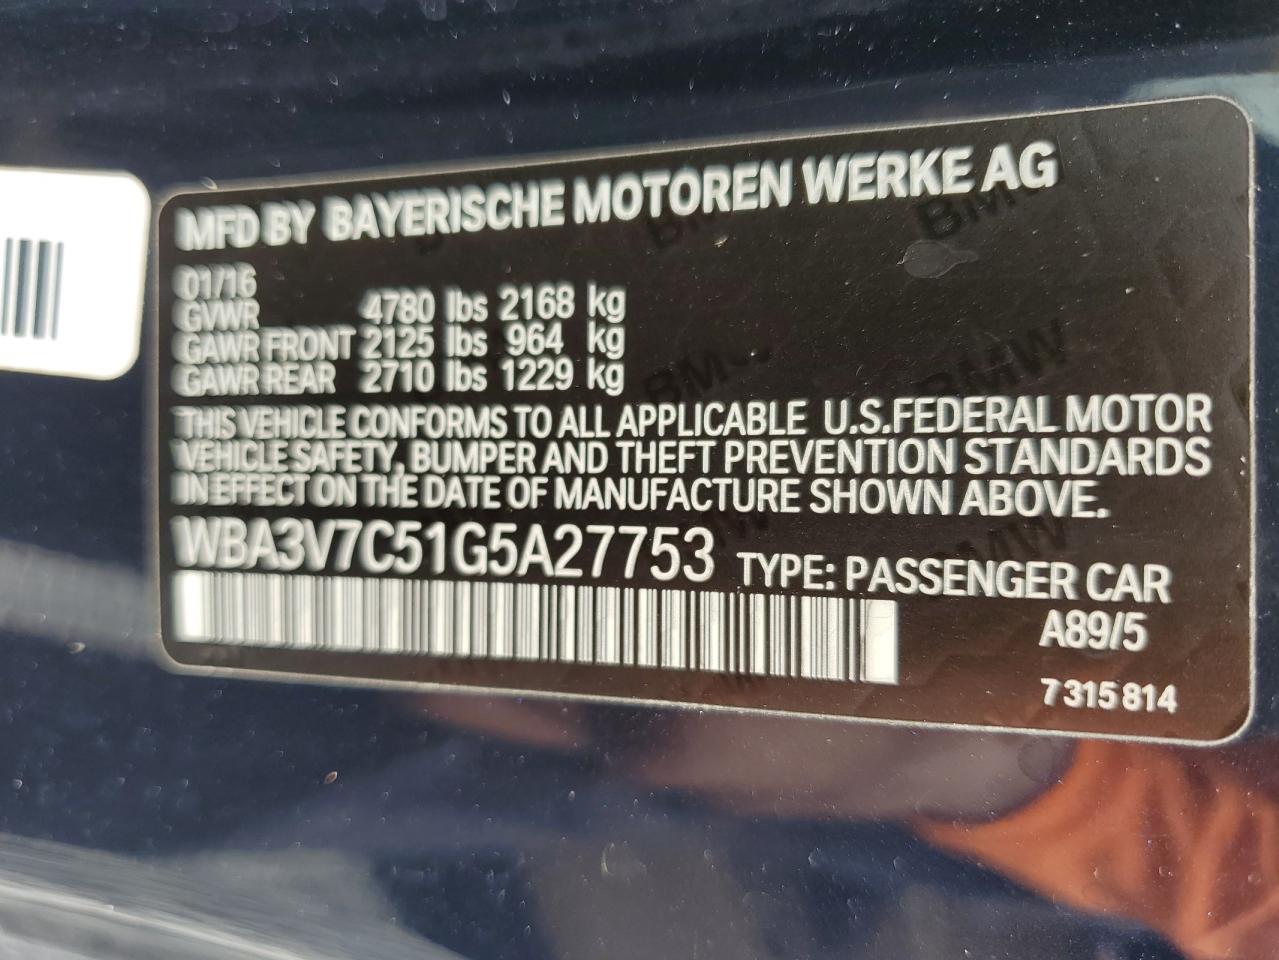 MFD BY BAYERISCHE MOTOREN WERKE AG
01/16
GVWR 4780 lbs 2168 kg
GAWR FRONT 2125 lbs 964 kg
GAWR REAR 2710 lbs 1229 kg
THIS VEHICLE CONFORMS TO ALL APPLICABLE U.S.FEDERAL MOTOR
VEHICLE SAFETY, BUMPER AND THEFT PREVENTION STANDARDS
IN EFFECT ON THE DATE OF MANUFACTURE SHOWN ABOVE.
WBA3V7C51G5A27753 TYPE: PASSENGER CAR
A89/5
7 315 814